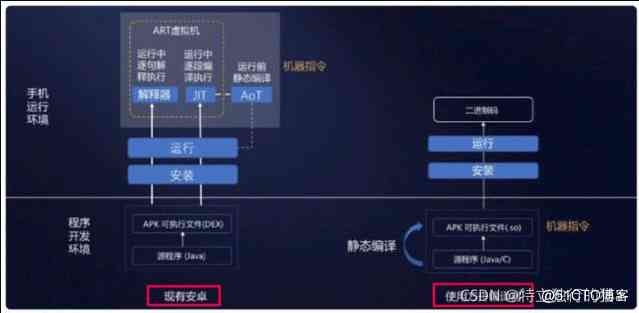 ART虚拟机
运行中
逐句解
释执行
运行中
逐段编
译执行
运行前
静态编译
机器指令
手机
运行
环境
解释器
JIT
AoT
二进制码
运行
安装
运行
安装
程序
开发
环境
APK 可执行文件(DEX)
源程序 (Java)
静态编译
APK 可执行文件(.so)
源程序 (Java/C)
机器指令
现有安卓
使用
CSDN @特立
@51CTO博客